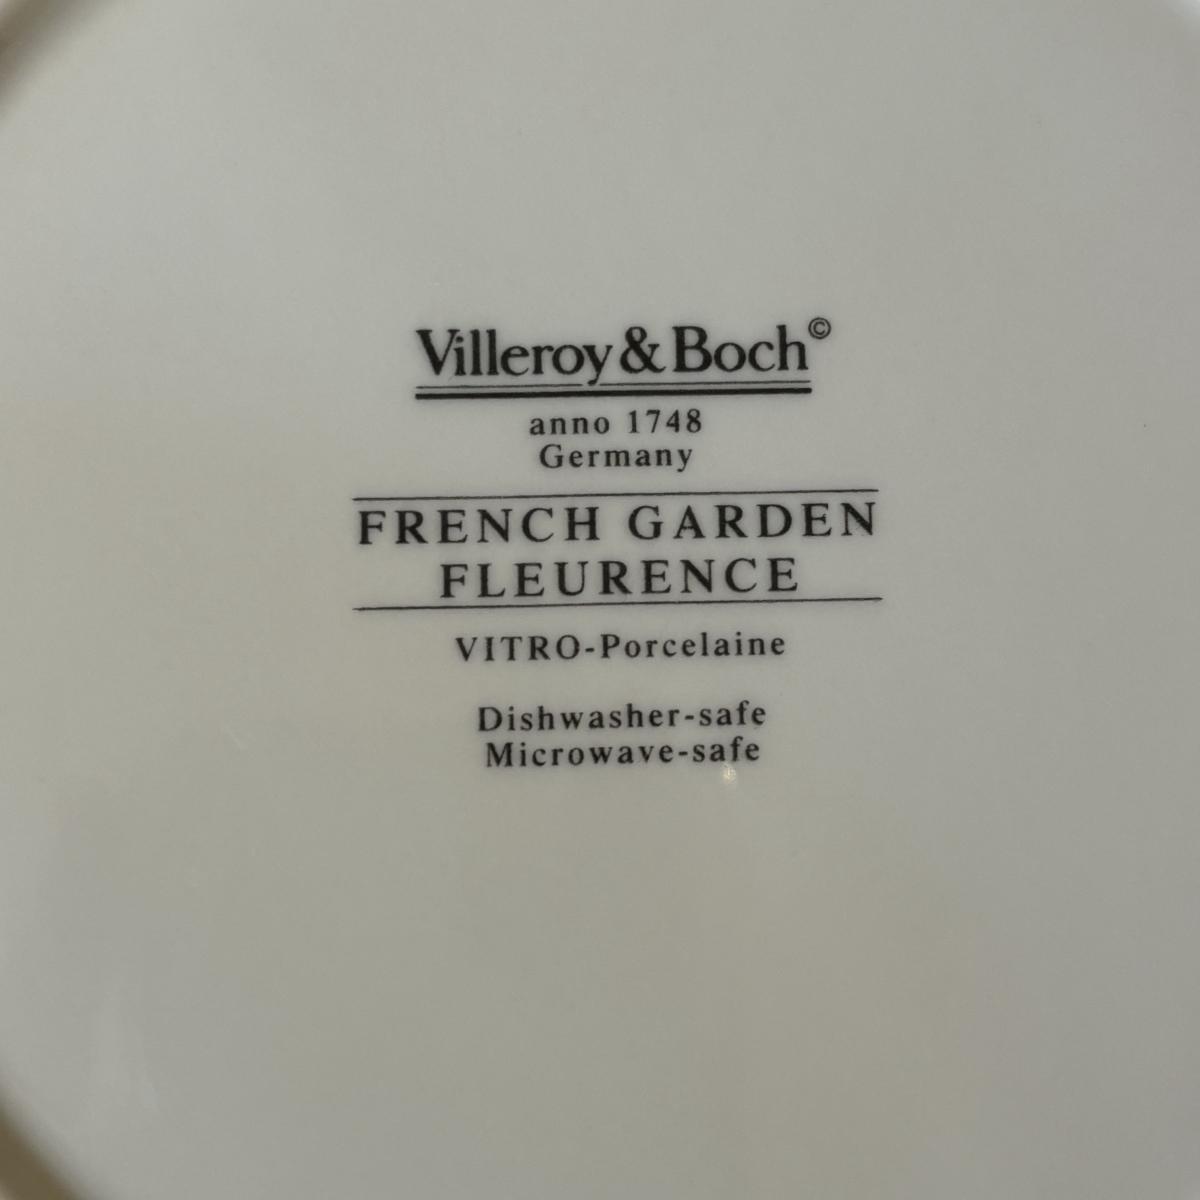 Villeroy & Boch©
anno 1748
Germany
FRENCH GARDEN
FLEURENCE
VITRO-Porcelaine
Dishwasher-safe
Microwave-safe